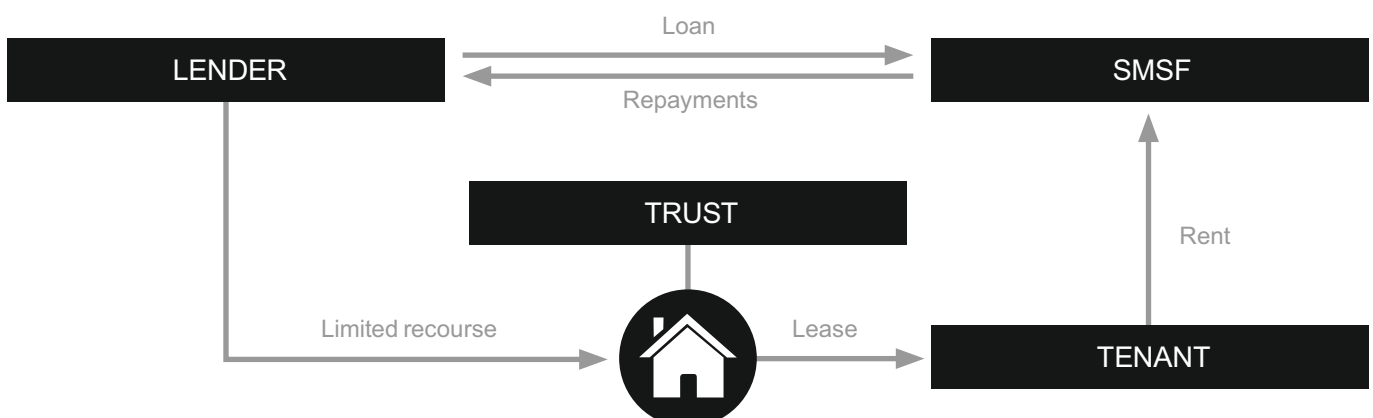 Loan
LENDER
SMSF
Repayments
TRUST
Rent
Limited recourse
Lease
TENANT